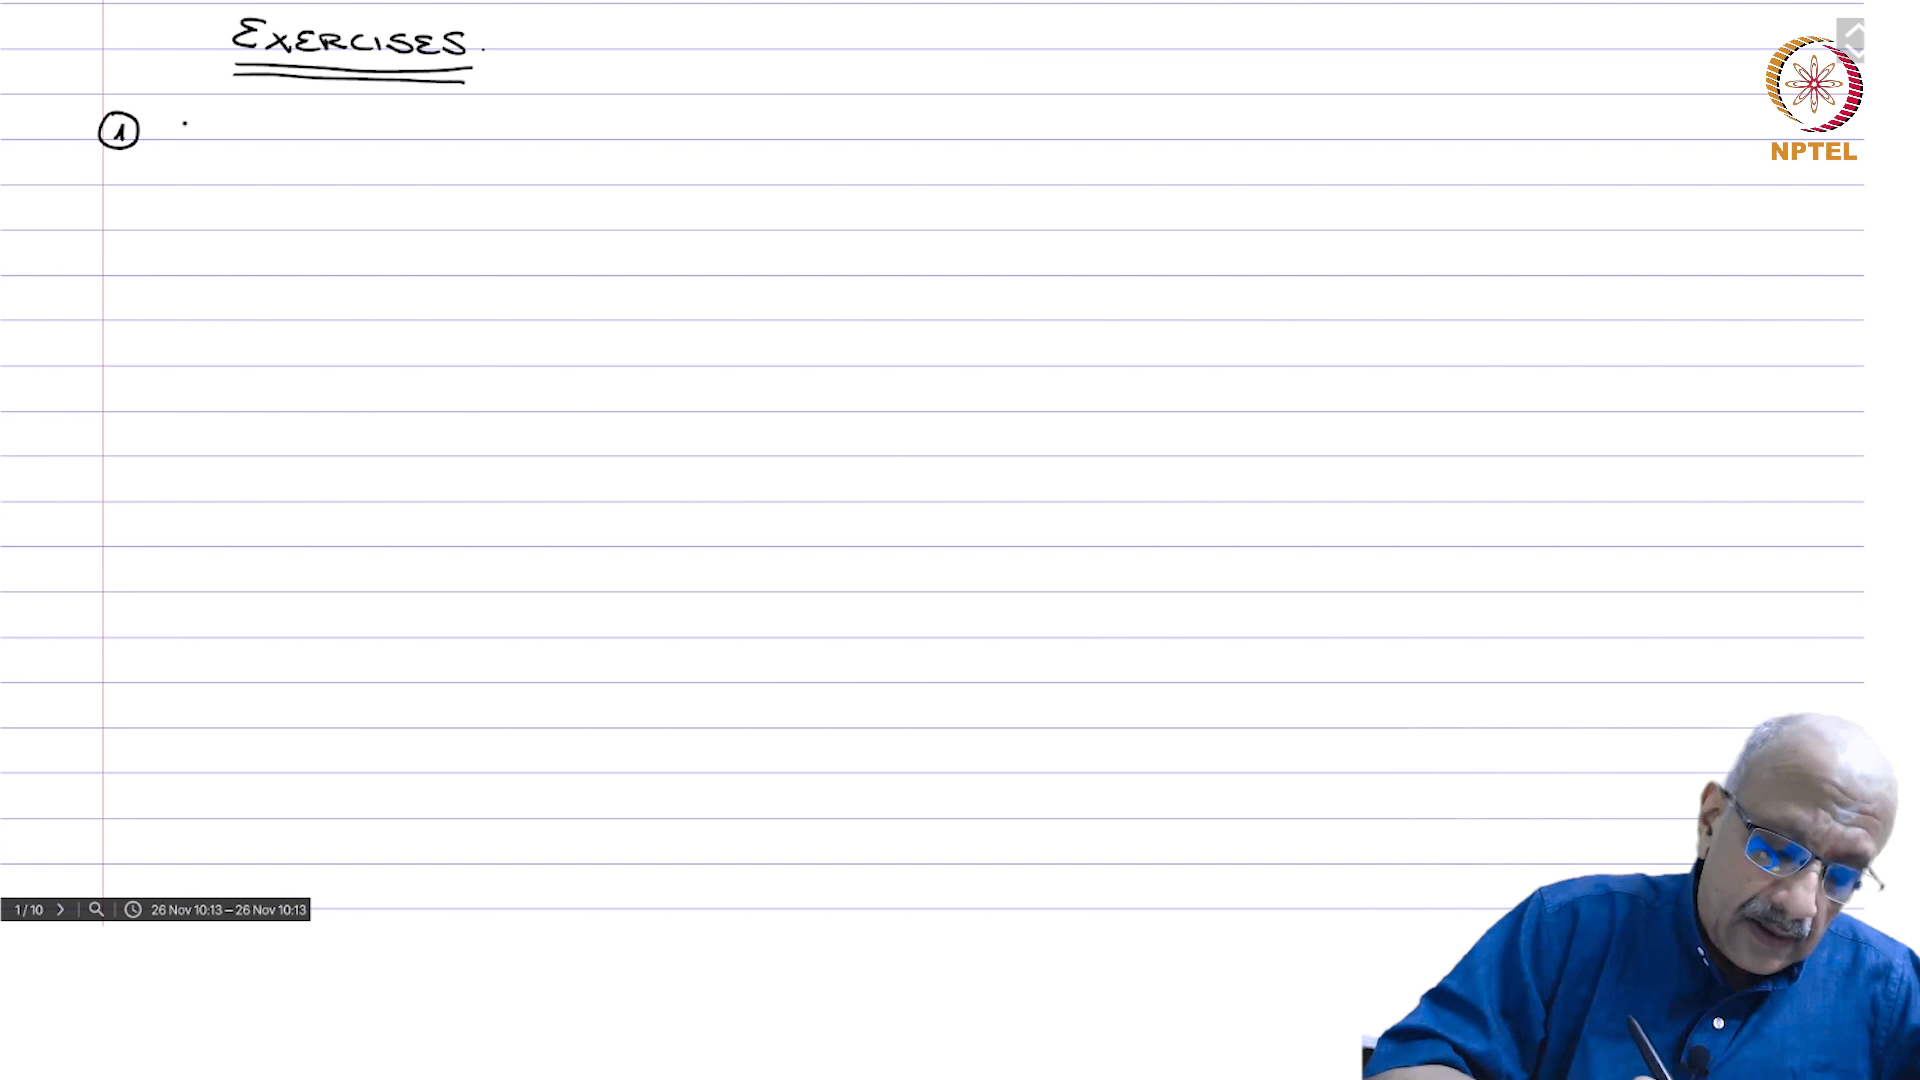 EXERCISES.
① .
NPTEL
1 / 10 26 Nov 10:13 – 26 Nov 10:13